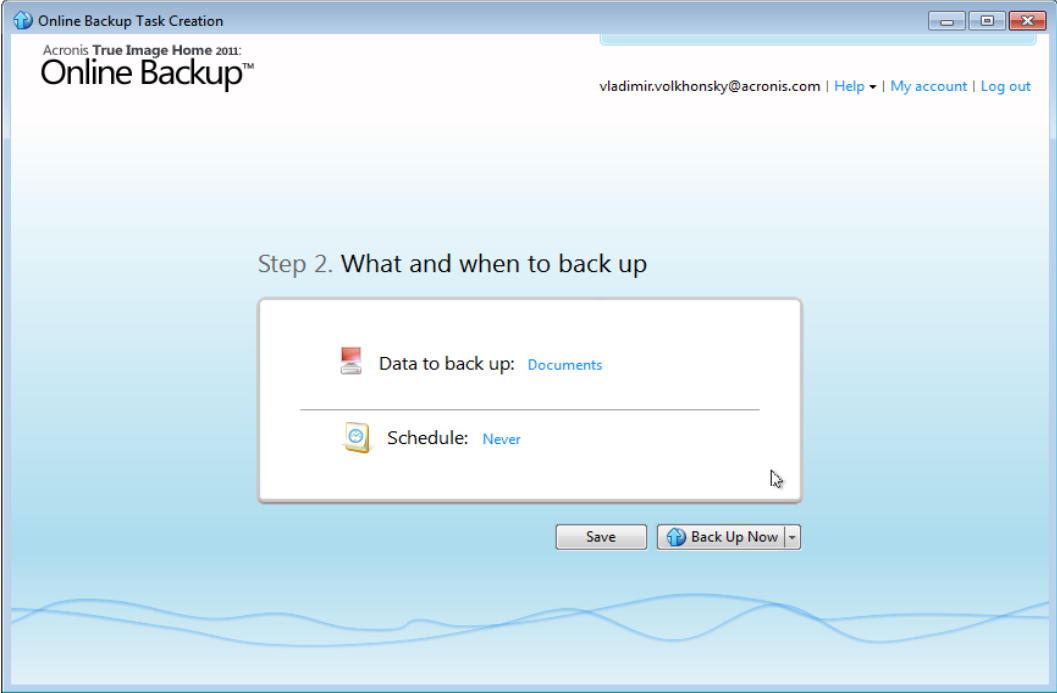 Online Backup Task Creation
Acronis True Image Home 2011:
Online Backup™
vladimir.volkhonsky@acronis.com | Help | My account | Log out
Step 2. What and when to back up
Data to back up: Documents
Schedule: Never
Save
Back Up Now